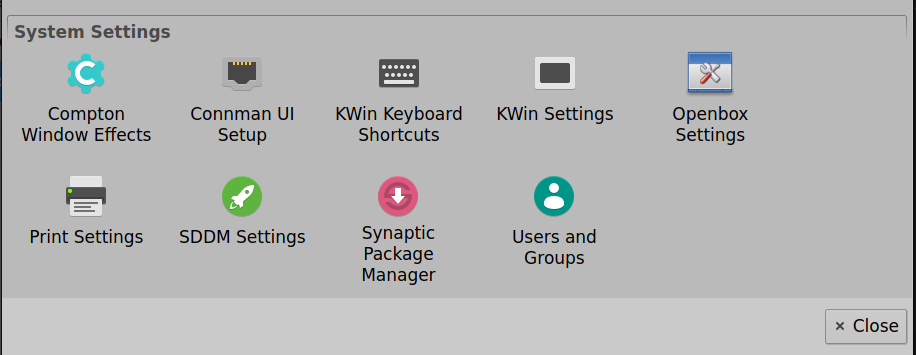 System Settings
Compton
Window Effects
Connman UI
Setup
KWin Keyboard
Shortcuts
KWin Settings
Openbox
Settings
Print Settings
SDDM Settings
Synaptic
Package
Manager
Users and
Groups
× Close